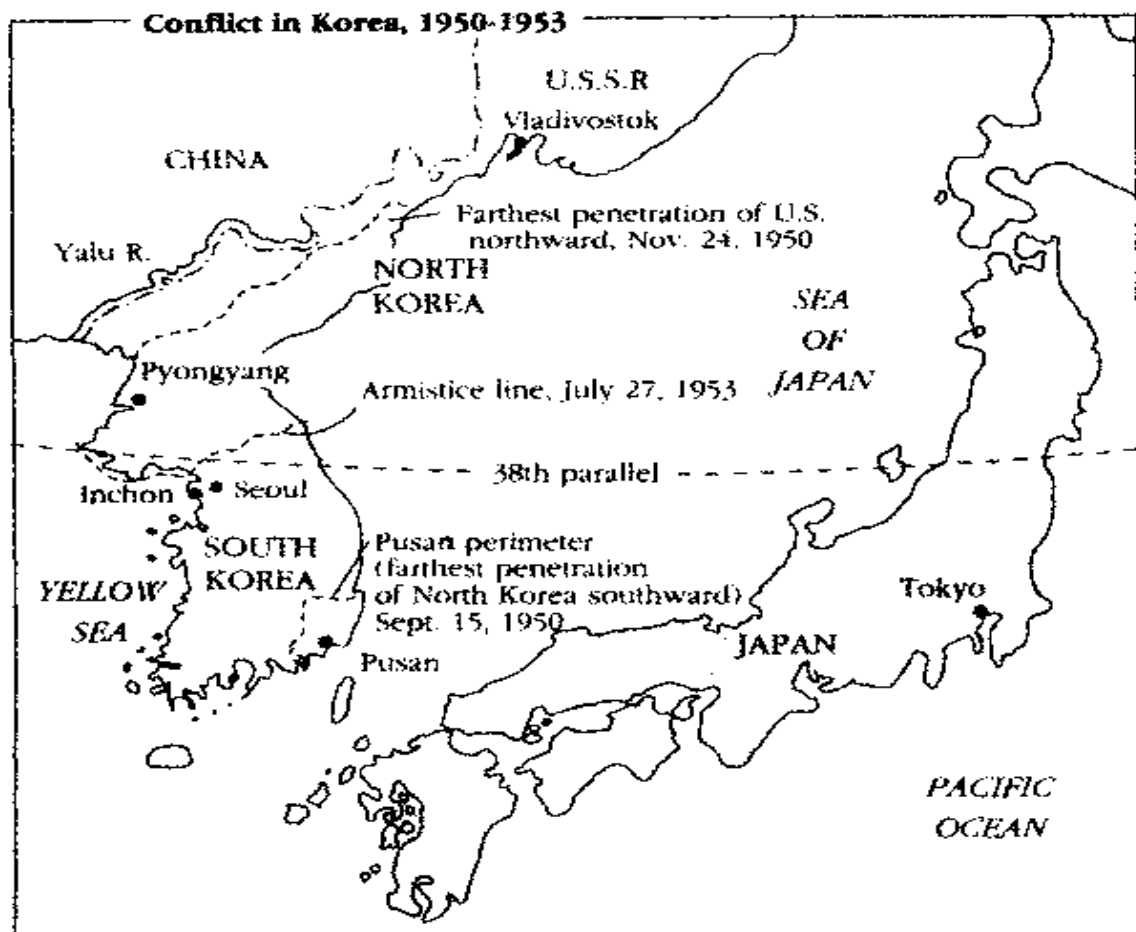 Conflict in Korea, 1950-1953
U.S.S.R
Vladivostok
CHINA
Farthest penetration of U.S.
northward, Nov. 24, 1950
Yalu R.
NORTH
KOREA
SEA
OF
JAPAN
Pyongyang
Armistice line, July 27, 1953
38th parallel
Inchon
Seoul
SOUTH
KOREA
Pusan perimeter
(farthest penetration
of North Korea southward)
Sept. 15, 1950
YELLOW
SEA
Tokyo
JAPAN
Pusan
PACIFIC
OCEAN